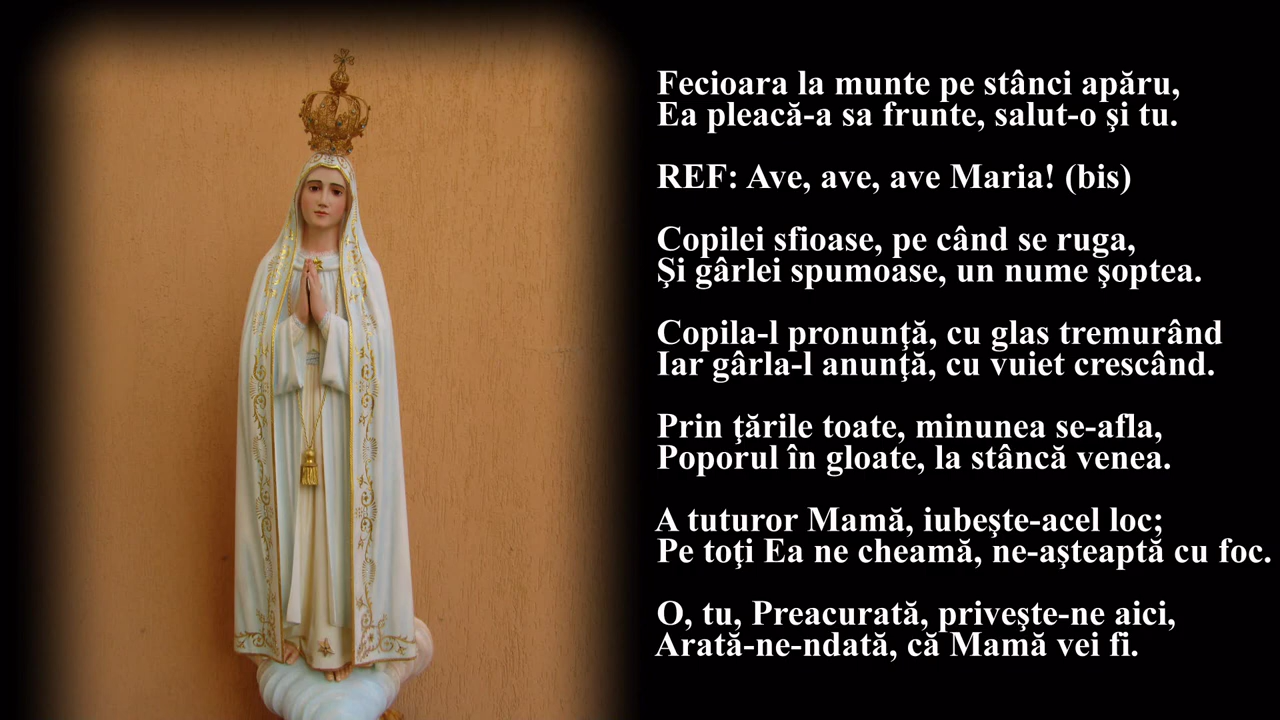 Fecioara la munte pe stânci apăru,
Ea pleacă-a sa frunte, salut-o şi tu.
REF: Ave, ave, ave Maria! (bis)
Copilei sfioase, pe când se ruga,
Şi gârlei spumoase, un nume şoptea.
Copila-l pronunţă, cu glas tremurând
Iar gârla-l anunţă, cu vuiet crescând.
Prin ţările toate, minunea se-afla,
Poporul în gloate, la stâncă venea.
A tuturor Mamă, iubeşte-acel loc;
Pe toţi Ea ne cheamă, ne-aşteaptă cu foc.
O, tu, Preacurată, priveşte-ne aici,
Arată-ne-ndată, că Mamă vei fi.